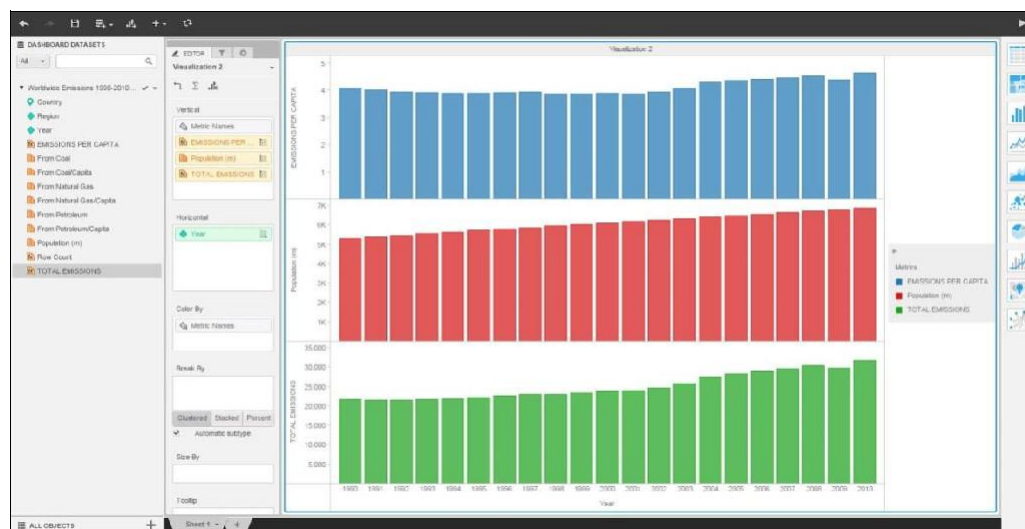 DASHBOARD DATASETS
All
Worldwide Emissions 1990-2010...
Country
Region
Year
EMISSIONS PER CAPITA
From Coal
From Coal/Capita
From Natural Gas
From Natural Gas/Capita
From Petroleum
From Petroleum/Capita
Population (m)
Row Count
TOTAL EMISSIONS
ALL OBJECTS
EDITOR
Visualization 2
Vertical
Metric Names
EMISSIONS PER ...
Population (m)
TOTAL EMISSIONS
Horizontal
Year
Color By
Metric Names
Break By
Clustered Stacked Percent
Automatic subtype
Size By
Tooltip
Sheet 1
Visualization 2
EMISSIONS PER CAPITA
5
4
3
2
1
Population (m)
7K
6K
5K
4K
3K
2K
1K
TOTAL EMISSIONS
35.000
30.000
25.000
20.000
15.000
10.000
5.000
1990 1991 1992 1993 1994 1995 1996 1997 1998 1999 2000 2001 2002 2003 2004 2005 2006 2007 2008 2009 2010
Year
Metrics
EMISSIONS PER CAPITA
Population (m)
TOTAL EMISSIONS